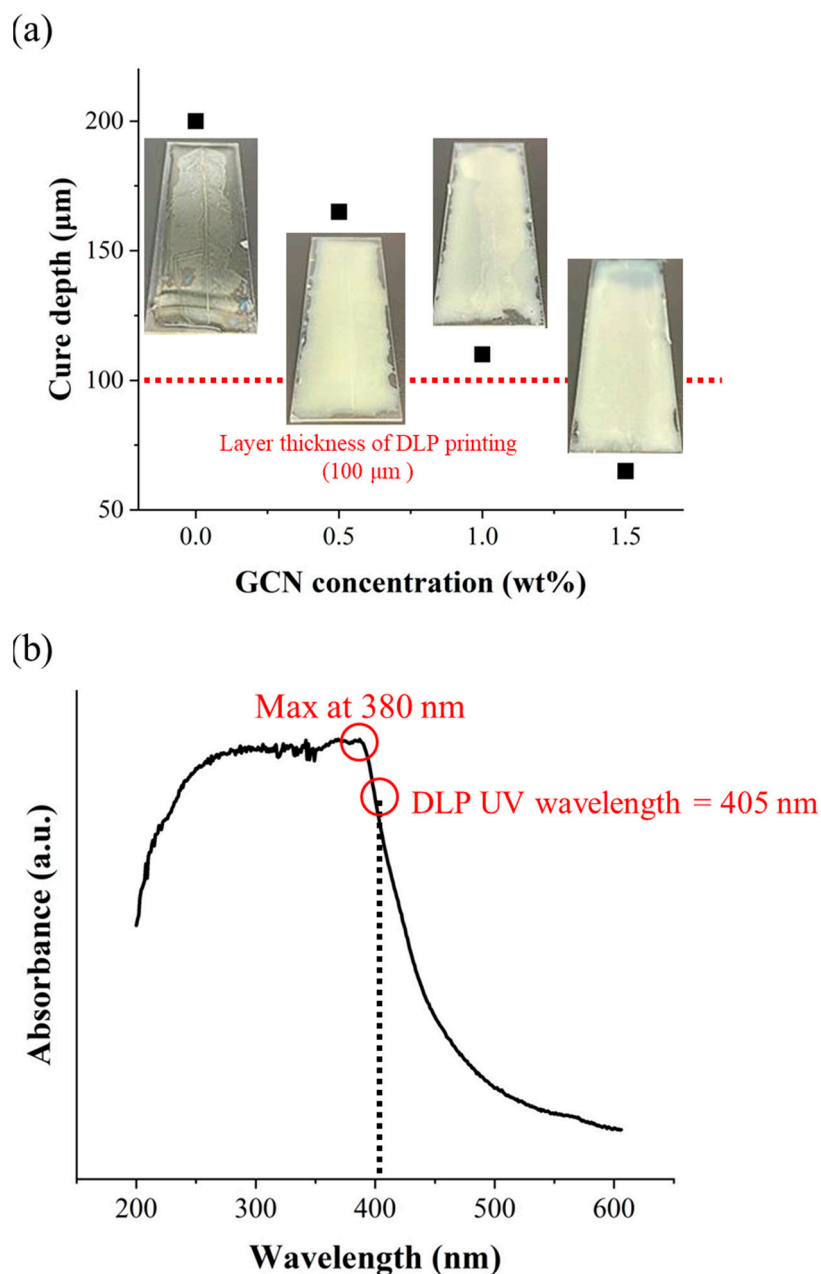 (a)
200
150
100
50
Cure depth (µm)
Layer thickness of DLP printing
(100 µm )
0.0 0.5 1.0 1.5
GCN concentration (wt%)
(b)
Max at 380 nm
DLP UV wavelength = 405 nm
Absorbance (a.u.)
200 300 400 500 600
Wavelength (nm)